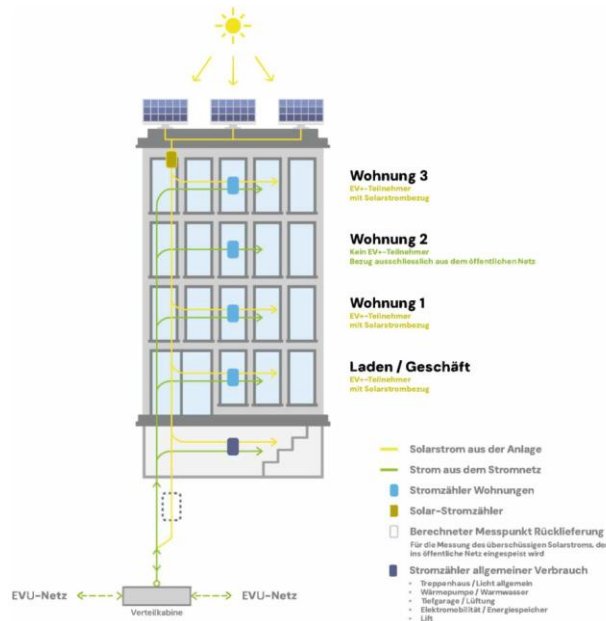 Wohnung 3
EV+-Teilnehmer
mit Solarstrombezug
Wohnung 2
Kein EV+-Teilnehmer
Bezug ausschliesslich aus dem öffentlichen Netz
Wohnung 1
EV+-Teilnehmer
mit Solarstrombezug
Laden / Geschäft
EV+-Teilnehmer
mit Solarstrombezug
Solarstrom aus der Anlage
Strom aus dem Stromnetz
Stromzähler Wohnungen
Solar-Stromzähler
Berechneter Messpunkt Rücklieferung
Für die Messung des überschüssigen Solarstroms, der
ins öffentliche Netz eingespeist wird
Stromzähler allgemeiner Verbrauch
• Treppenhaus / Licht allgemein
• Wärmepumpe / Warmwasser
• Tiefgarage / Lüftung
• Elektromobilität / Energiespeicher
• Lift
EVU-Netz
EVU-Netz
Verteilkabine